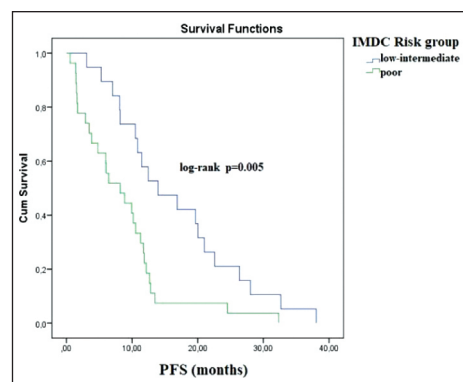 Survival Functions
IMDC Risk group
low-intermediate
poor
log-rank p=0.005
Cum Survival
1,0
0,8
0,6
0,4
0,2
0,0
,00 10,00 20,00 30,00 40,00
PFS (months)